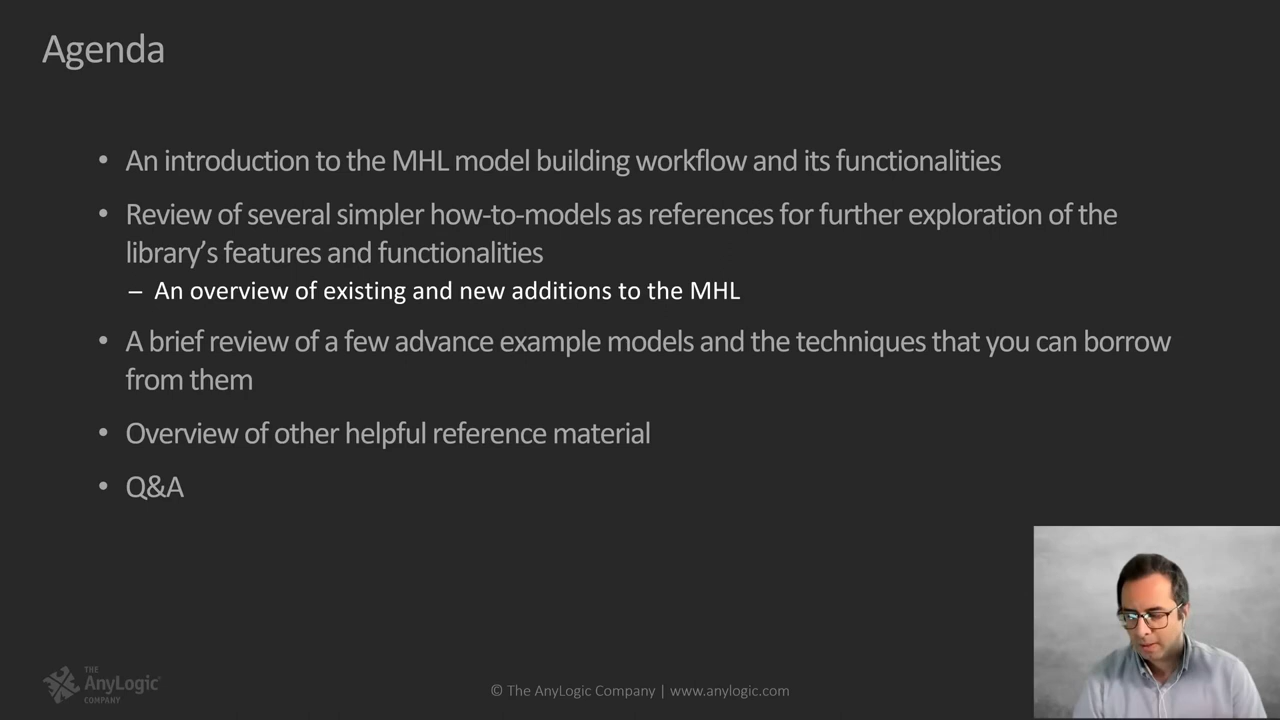 Agenda
• An introduction to the MHL model building workflow and its functionalities
• Review of several simpler how-to-models as references for further exploration of the
library’s features and functionalities
– An overview of existing and new additions to the MHL
• A brief review of a few advance example models and the techniques that you can borrow
from them
• Overview of other helpful reference material
• Q&A
THE
AnyLogic
COMPANY
© The AnyLogic Company | www.anylogic.com